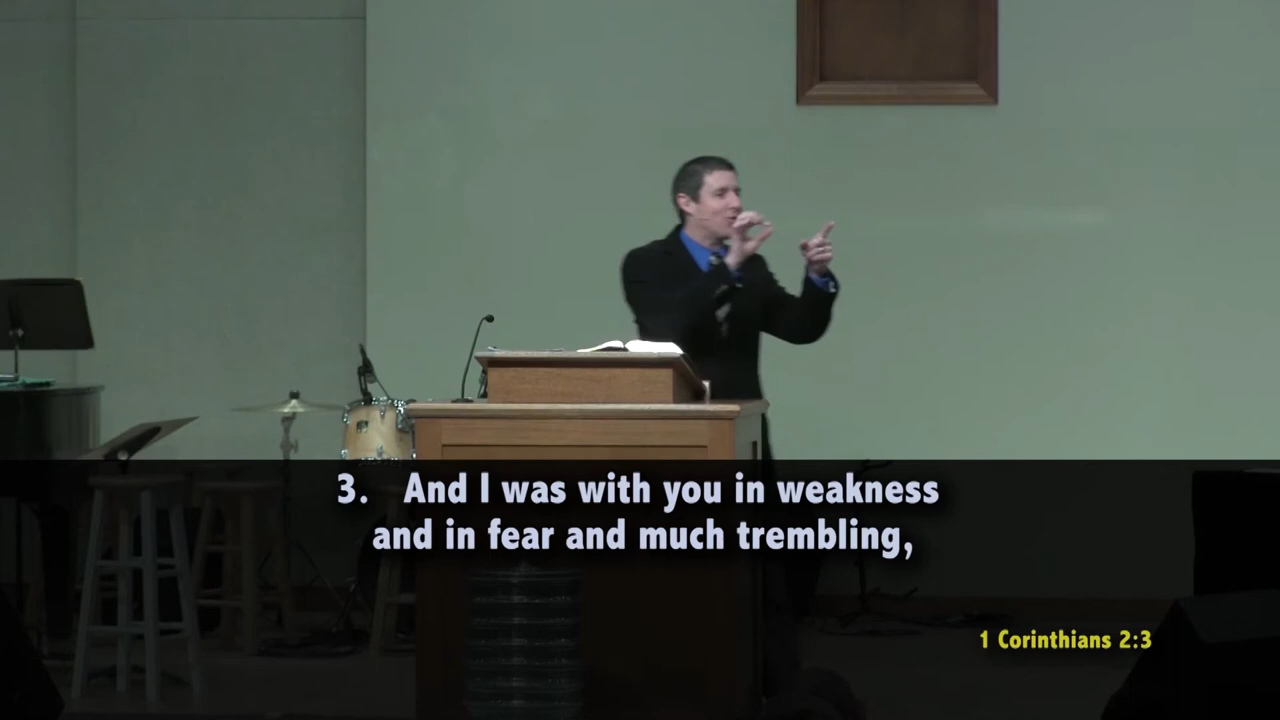 3. And I was with you in weakness
and in fear and much trembling,
1 Corinthians 2:3